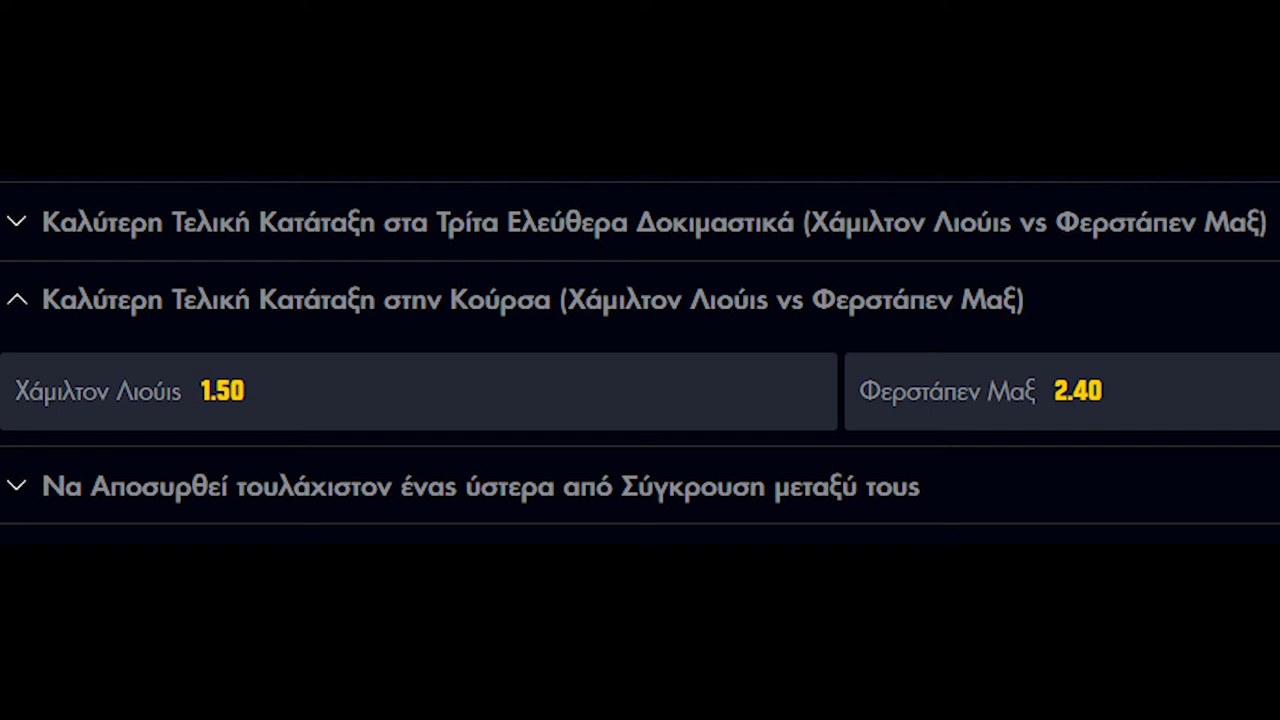 Καλύτερη Τελική Κατάταξη στα Τρίτα Ελεύθερα Δοκιμαστικά (Χάμιλτον Λιούις vs Φερστάπεν Μαξ)
Καλύτερη Τελική Κατάταξη στην Κούρσα (Χάμιλτον Λιούις vs Φερστάπεν Μαξ)
Χάμιλτον Λιούις 1.50 Φερστάπεν Μαξ 2.40
Να Αποσυρθεί τουλάχιστον ένας ύστερα από Σύγκρουση μεταξύ τους